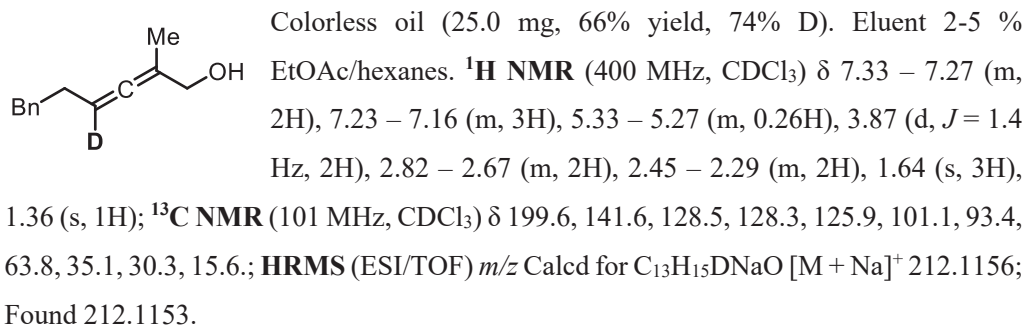 Me
OH
Bn
D
Colorless oil (25.0 mg, 66% yield, 74% D). Eluent 2-5 %
EtOAc/hexanes. ¹H NMR (400 MHz, CDCl₃) δ 7.33 – 7.27 (m,
2H), 7.23 – 7.16 (m, 3H), 5.33 – 5.27 (m, 0.26H), 3.87 (d, J = 1.4
Hz, 2H), 2.82 – 2.67 (m, 2H), 2.45 – 2.29 (m, 2H), 1.64 (s, 3H),
1.36 (s, 1H); ¹³C NMR (101 MHz, CDCl₃) δ 199.6, 141.6, 128.5, 128.3, 125.9, 101.1, 93.4,
63.8, 35.1, 30.3, 15.6.; HRMS (ESI/TOF) m/z Calcd for C₁₃H₁₅DNaO [M + Na]⁺ 212.1156;
Found 212.1153.